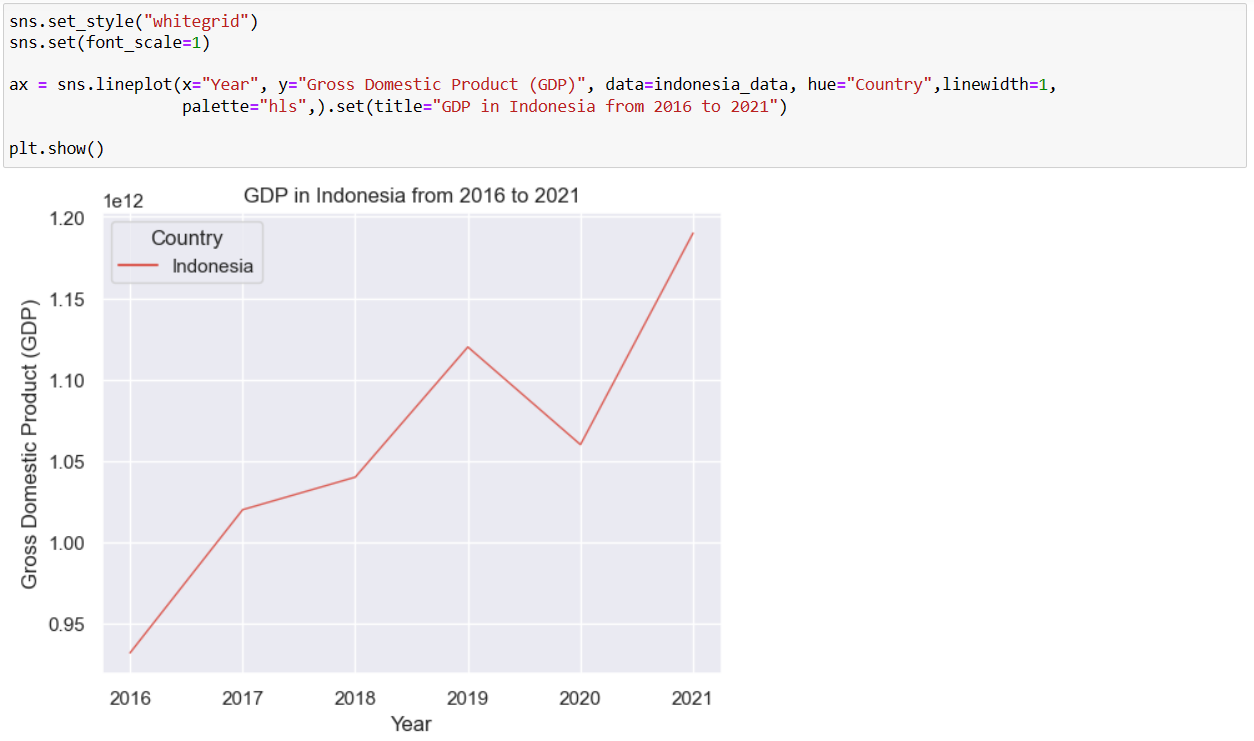 sns.set_style("whitegrid")
sns.set(font_scale=1)
ax = sns.lineplot(x="Year", y="Gross Domestic Product (GDP)", data=indonesia_data, hue="Country",linewidth=1,
palette="hls",).set(title="GDP in Indonesia from 2016 to 2021")
plt.show()
GDP in Indonesia from 2016 to 2021
1e12
1.20
1.15
1.10
1.05
1.00
0.95
Gross Domestic Product (GDP)
Country
Indonesia
2016 2017 2018 2019 2020 2021
Year